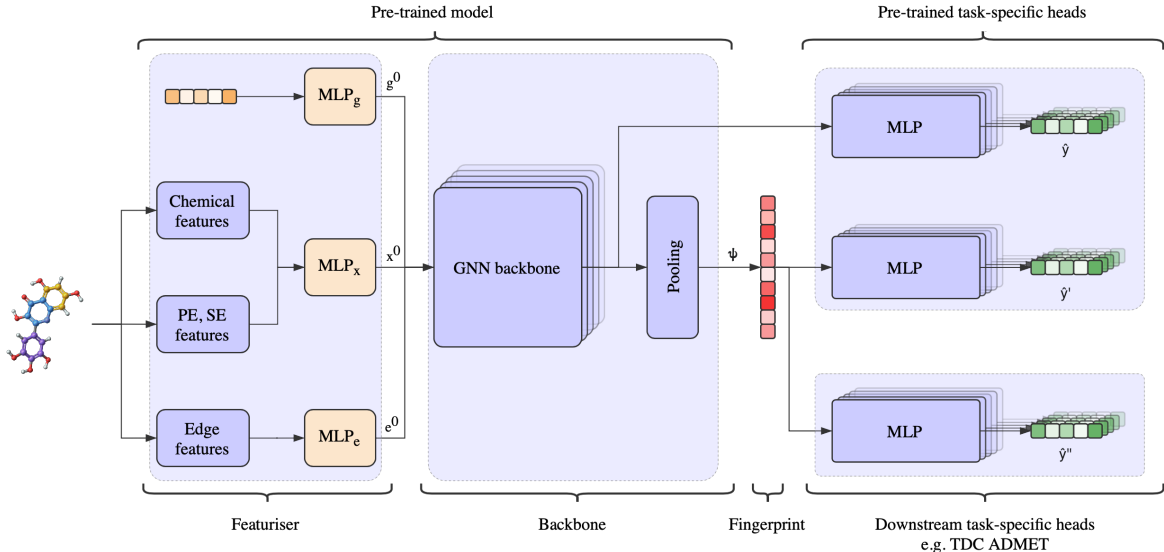 Pre-trained model
Pre-trained task-specific heads
MLPg
g0
MLP
ŷ
Chemical
features
MLPx
x0
GNN backbone
Pooling
ψ
MLP
ŷ'
PE, SE
features
Edge
features
MLPe
e0
MLP
ŷ"
Featuriser
Backbone
Fingerprint
Downstream task-specific heads
e.g. TDC ADMET